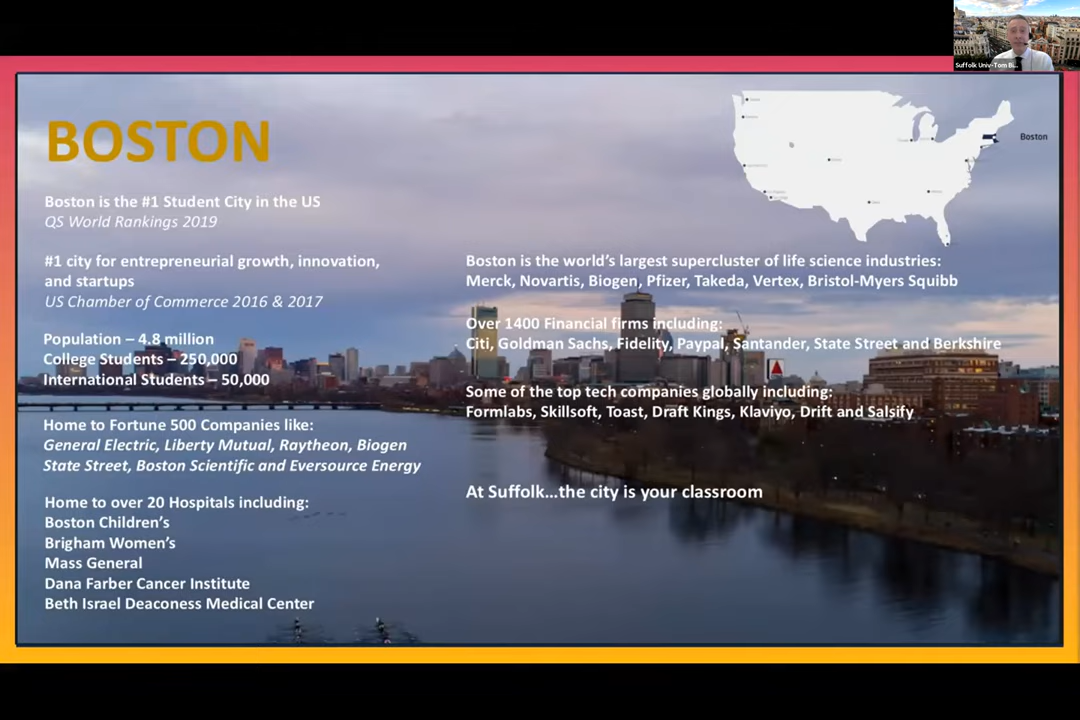 Suffolk Univ-Tom B...
BOSTON
Boston
Boston is the #1 Student City in the US
QS World Rankings 2019
#1 city for entrepreneurial growth, innovation,
and startups
US Chamber of Commerce 2016 & 2017
Population – 4.8 million
College Students – 250,000
International Students – 50,000
Home to Fortune 500 Companies like:
General Electric, Liberty Mutual, Raytheon, Biogen
State Street, Boston Scientific and Eversource Energy
Home to over 20 Hospitals including:
Boston Children’s
Brigham Women’s
Mass General
Dana Farber Cancer Institute
Beth Israel Deaconess Medical Center
Boston is the world’s largest supercluster of life science industries:
Merck, Novartis, Biogen, Pfizer, Takeda, Vertex, Bristol-Myers Squibb
Over 1400 Financial firms including:
Citi, Goldman Sachs, Fidelity, Paypal, Santander, State Street and Berkshire
Some of the top tech companies globally including:
Formlabs, Skillsoft, Toast, Draft Kings, Klaviyo, Drift and Salsify
At Suffolk…the city is your classroom